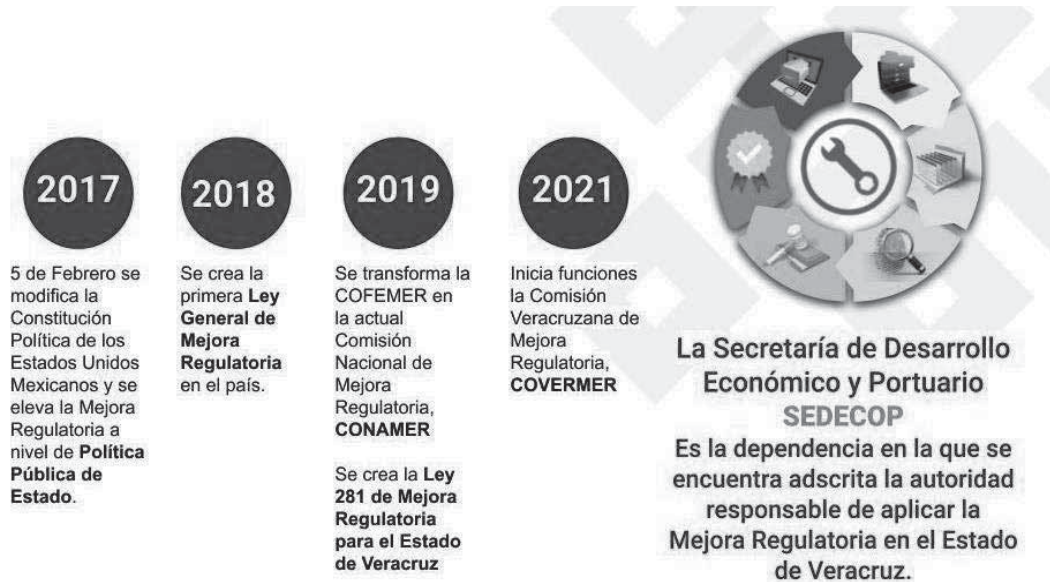 2017
5 de Febrero se
modifica la
Constitución
Política de los
Estados Unidos
Mexicanos y se
eleva la Mejora
Regulatoria a
nivel de Política
Pública de
Estado.
2018
Se crea la
primera Ley
General de
Mejora
Regulatoria
en el país.
2019
Se transforma la
COFEMER en
la actual
Comisión
Nacional de
Mejora
Regulatoria,
CONAMER
Se crea la Ley
281 de Mejora
Regulatoria
para el Estado
de Veracruz
2021
Inicia funciones
la Comisión
Veracruzana de
Mejora
Regulatoria,
COVERMER
La Secretaría de Desarrollo
Económico y Portuario
SEDECOP
Es la dependencia en la que se
encuentra adscrita la autoridad
responsable de aplicar la
Mejora Regulatoria en el Estado
de Veracruz.